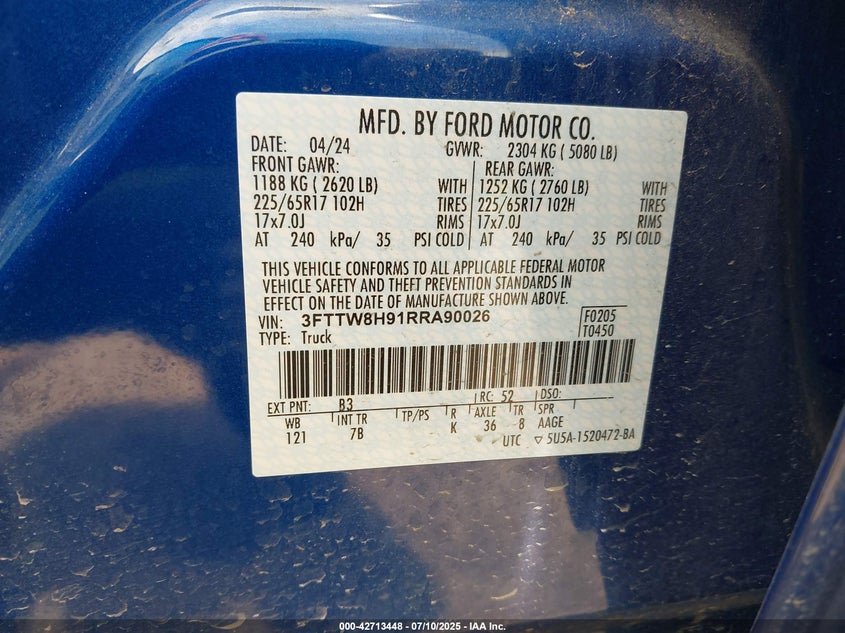 MFD. BY FORD MOTOR CO.
DATE: 04/24 GVWR: 2304 KG ( 5080 LB)
FRONT GAWR: REAR GAWR:
1188 KG ( 2620 LB) WITH 1252 KG ( 2760 LB) WITH
225/65R17 102H TIRES 225/65R17 102H TIRES
17x7.0J RIMS 17x7.0J RIMS
AT 240 kPa/ 35 PSI COLD AT 240 kPa/ 35 PSI COLD
THIS VEHICLE CONFORMS TO ALL APPLICABLE FEDERAL MOTOR
VEHICLE SAFETY AND THEFT PREVENTION STANDARDS IN
EFFECT ON THE DATE OF MANUFACTURE SHOWN ABOVE.
VIN: 3FTTW8H91RRA90026 F0205
TYPE: Truck T0450
EXT PNT: B3 RC: 52 DSO:
WB INT TR TP/PS R AXLE TR SPR
121 7B K 36 8 AAGE
UTC ▽ 5U5A-1520472-BA
000-42713448 - 07/10/2025 - IAA Inc.